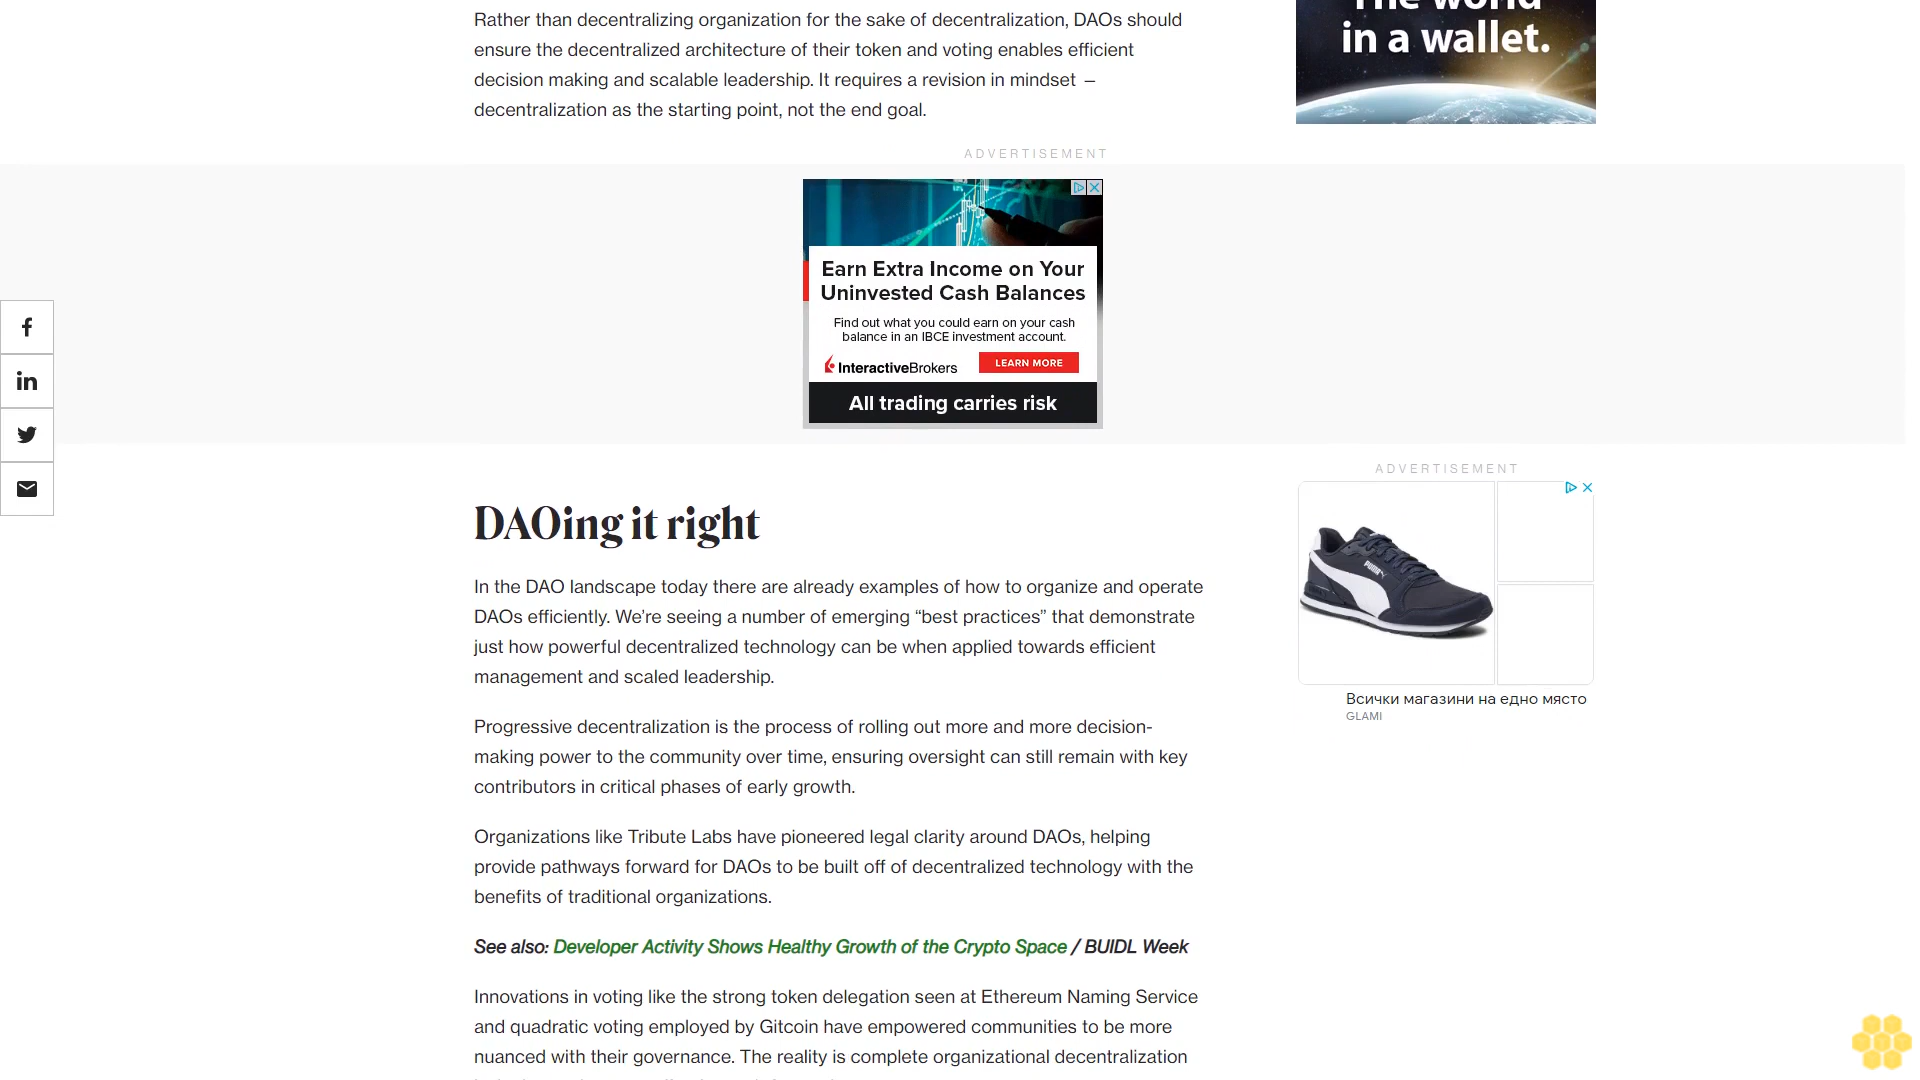 Rather than decentralizing organization for the sake of decentralization, DAOs should
ensure the decentralized architecture of their token and voting enables efficient
decision making and scalable leadership. It requires a revision in mindset —
decentralization as the starting point, not the end goal.
in a wallet.
ADVERTISEMENT
Earn Extra Income on Your
Uninvested Cash Balances
Find out what you could earn on your cash
balance in an IBCE investment account.
InteractiveBrokers
LEARN MORE
All trading carries risk
DAOing it right
In the DAO landscape today there are already examples of how to organize and operate
DAOs efficiently. We’re seeing a number of emerging “best practices” that demonstrate
just how powerful decentralized technology can be when applied towards efficient
management and scaled leadership.
Progressive decentralization is the process of rolling out more and more decision-
making power to the community over time, ensuring oversight can still remain with key
contributors in critical phases of early growth.
Organizations like Tribute Labs have pioneered legal clarity around DAOs, helping
provide pathways forward for DAOs to be built off of decentralized technology with the
benefits of traditional organizations.
See also: Developer Activity Shows Healthy Growth of the Crypto Space / BUIDL Week
Innovations in voting like the strong token delegation seen at Ethereum Naming Service
and quadratic voting employed by Gitcoin have empowered communities to be more
nuanced with their governance. The reality is complete organizational decentralization
ADVERTISEMENT
PUMA
Всички магазини на едно място
GLAMI